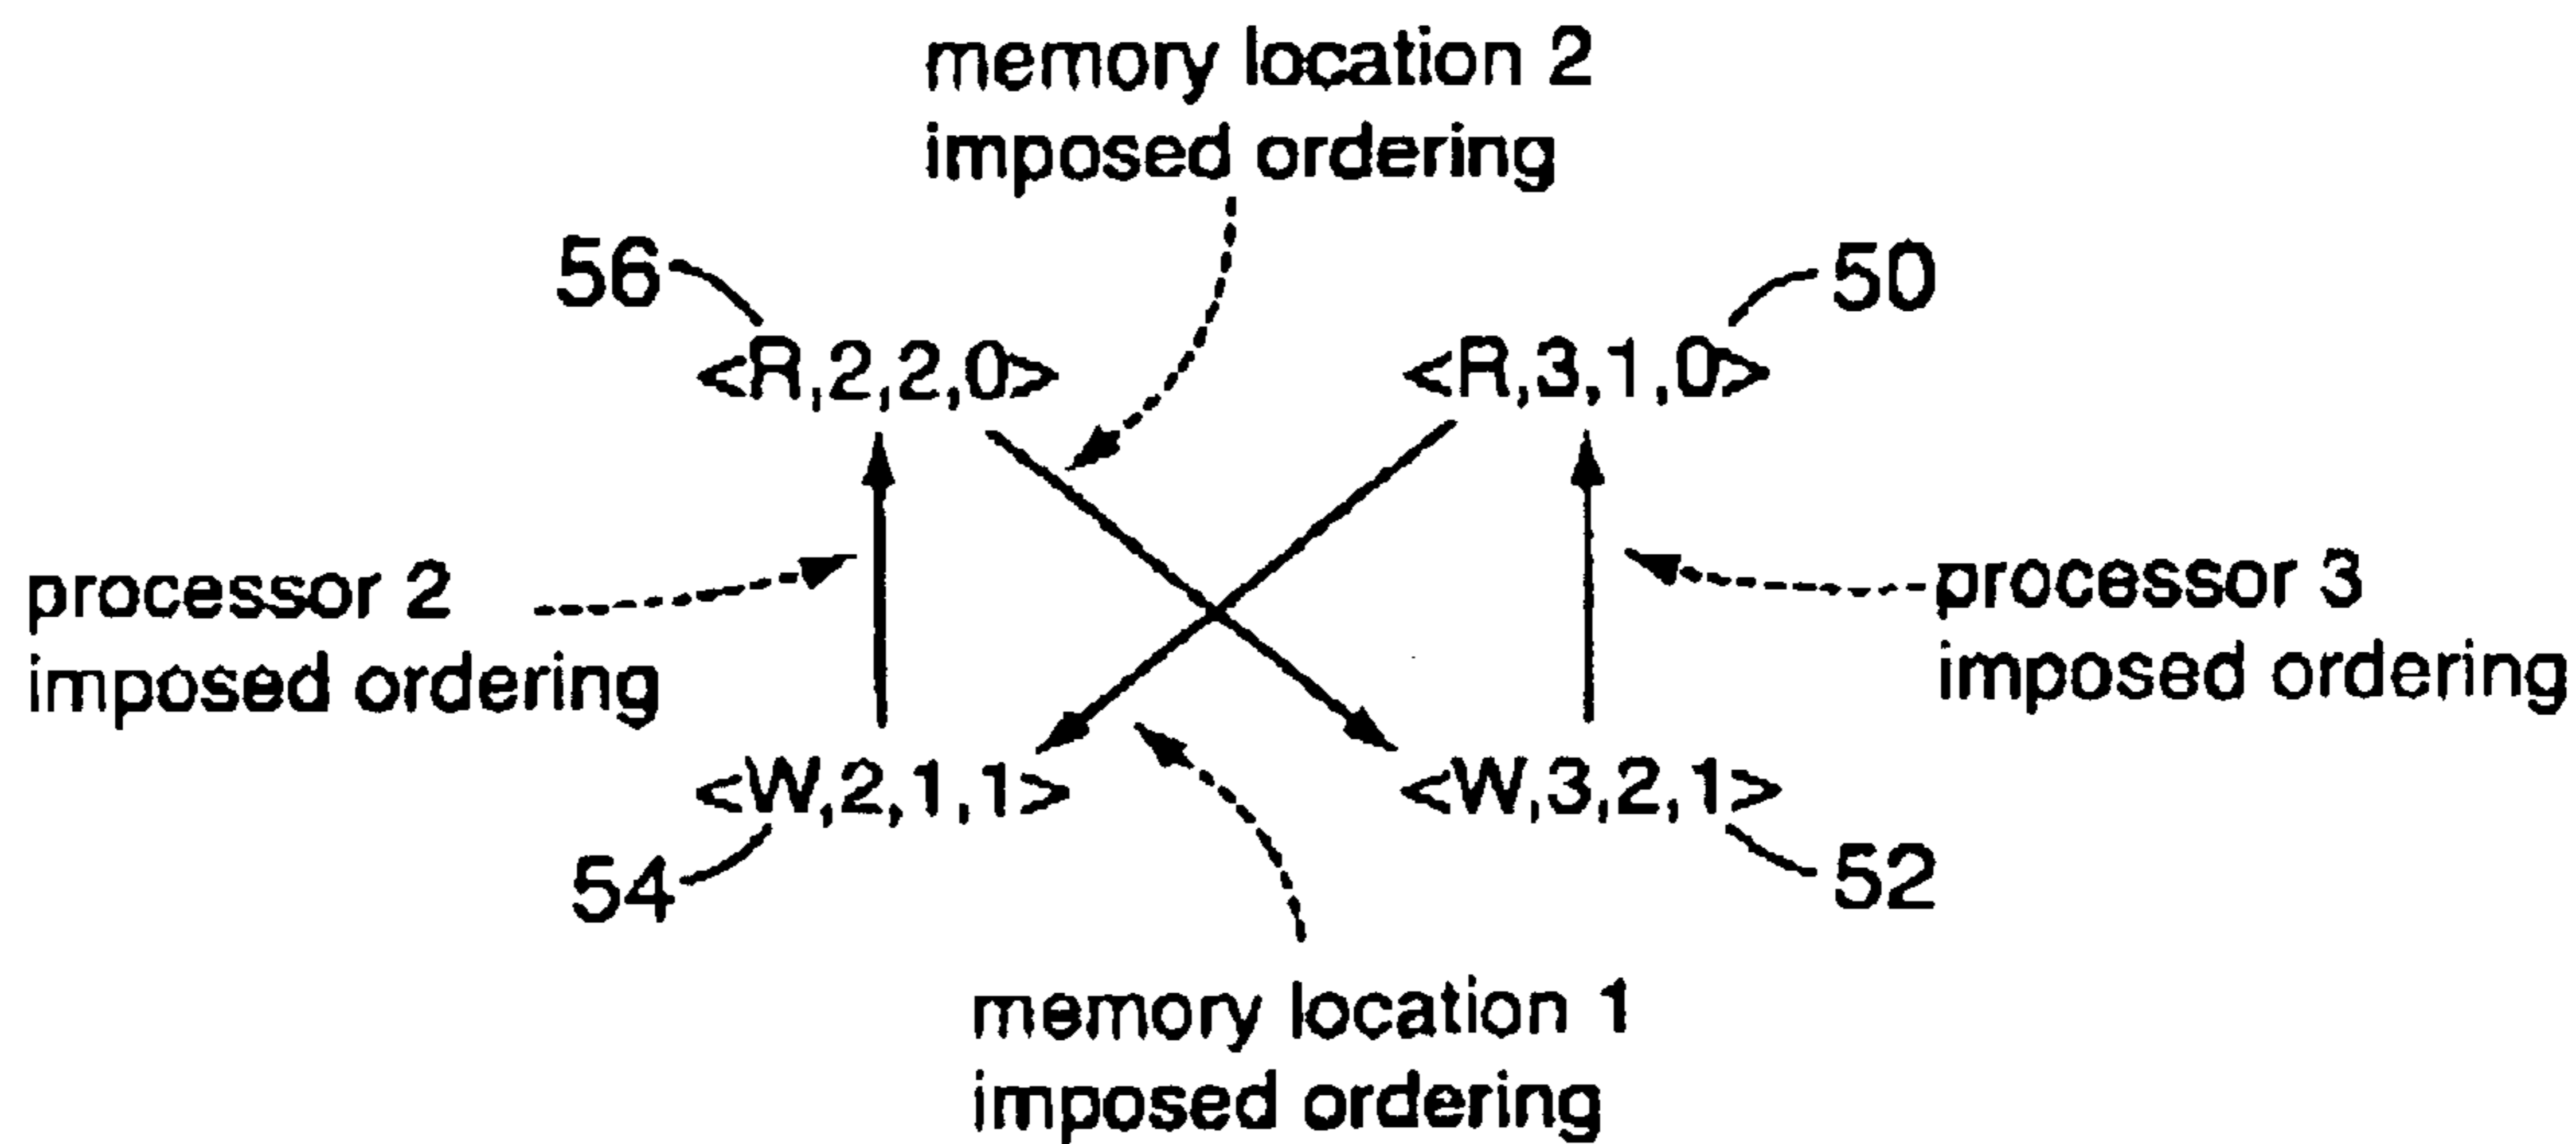 memory location 2
imposed ordering
56
50
<R,2,2,0>
<R,3,1,0>
processor 2
imposed ordering
processor 3
imposed ordering
<W,2,1,1>
<W,3,2,1>
54
52
memory location 1
imposed ordering